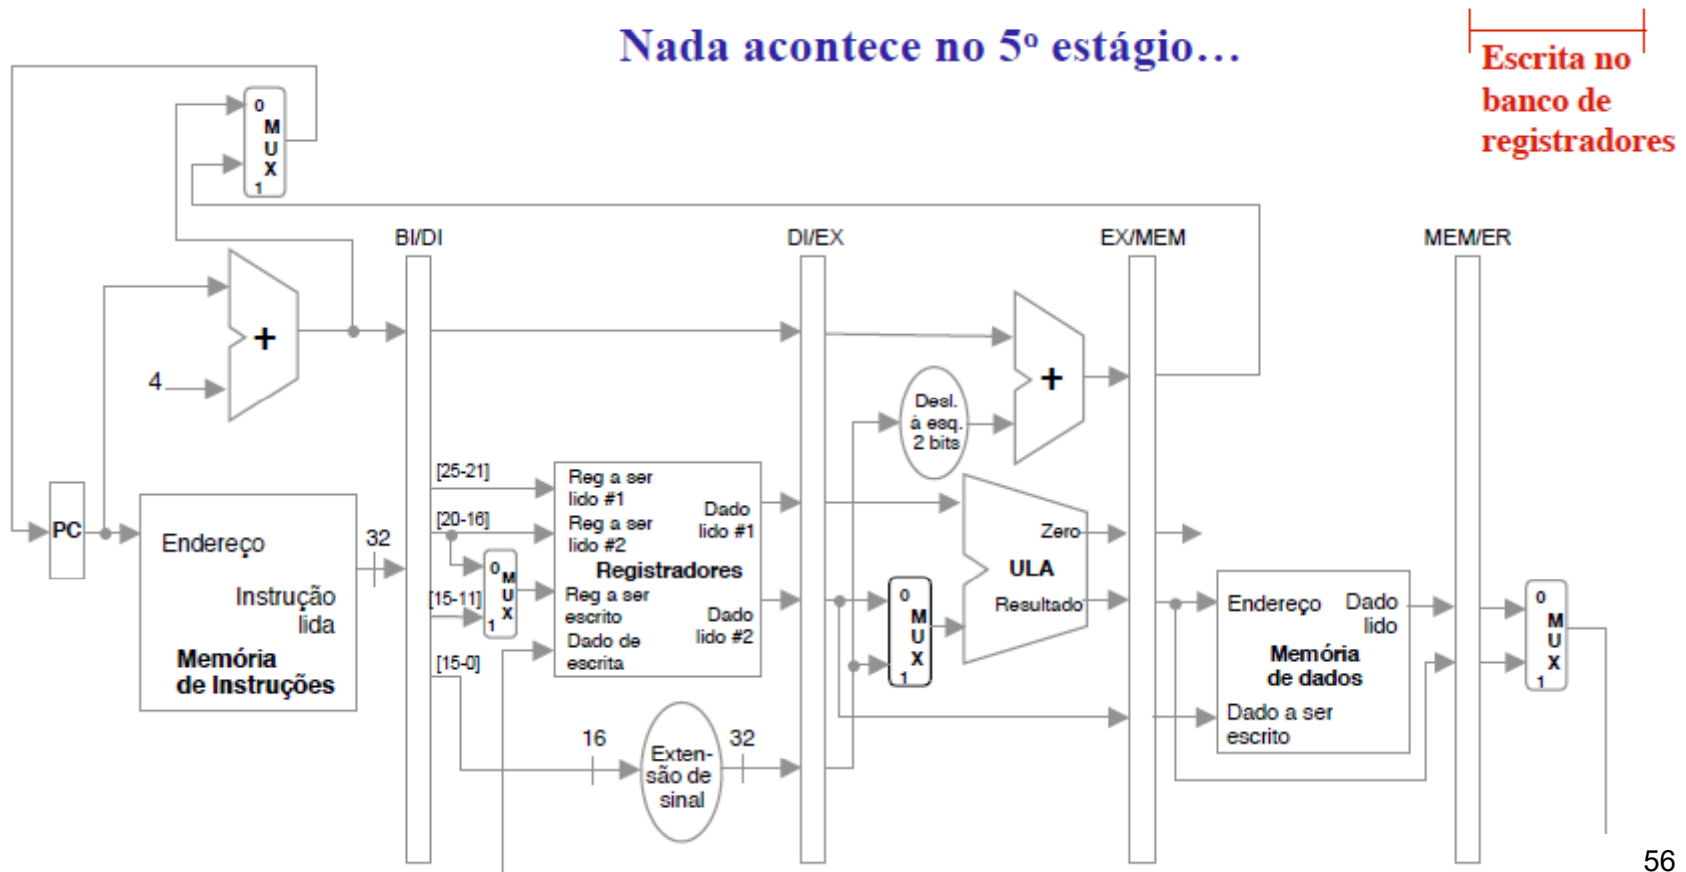 Nada acontece no 5º estágio...
Escrita no
banco de
registradores
0
M
U
X
1
BI/DI
DI/EX
EX/MEM
MEM/ER
+
4
+
Desl.
à esq.
2 bits
PC
Endereço
Instrução
lida
Memória
de Instruções
32
[25-21]
[20-16]
[15-11]
[15-0]
0
M
U
X
1
Reg a ser
lido #1
Reg a ser
lido #2
Registradores
Reg a ser
escrito
Dado de
escrita
Dado
lido #1
Dado
lido #2
16
Exten-
são de
sinal
32
0
M
U
X
1
Zero
ULA
Resultado
Endereço
Dado
lido
Memória
de dados
Dado a ser
escrito
0
M
U
X
1
56